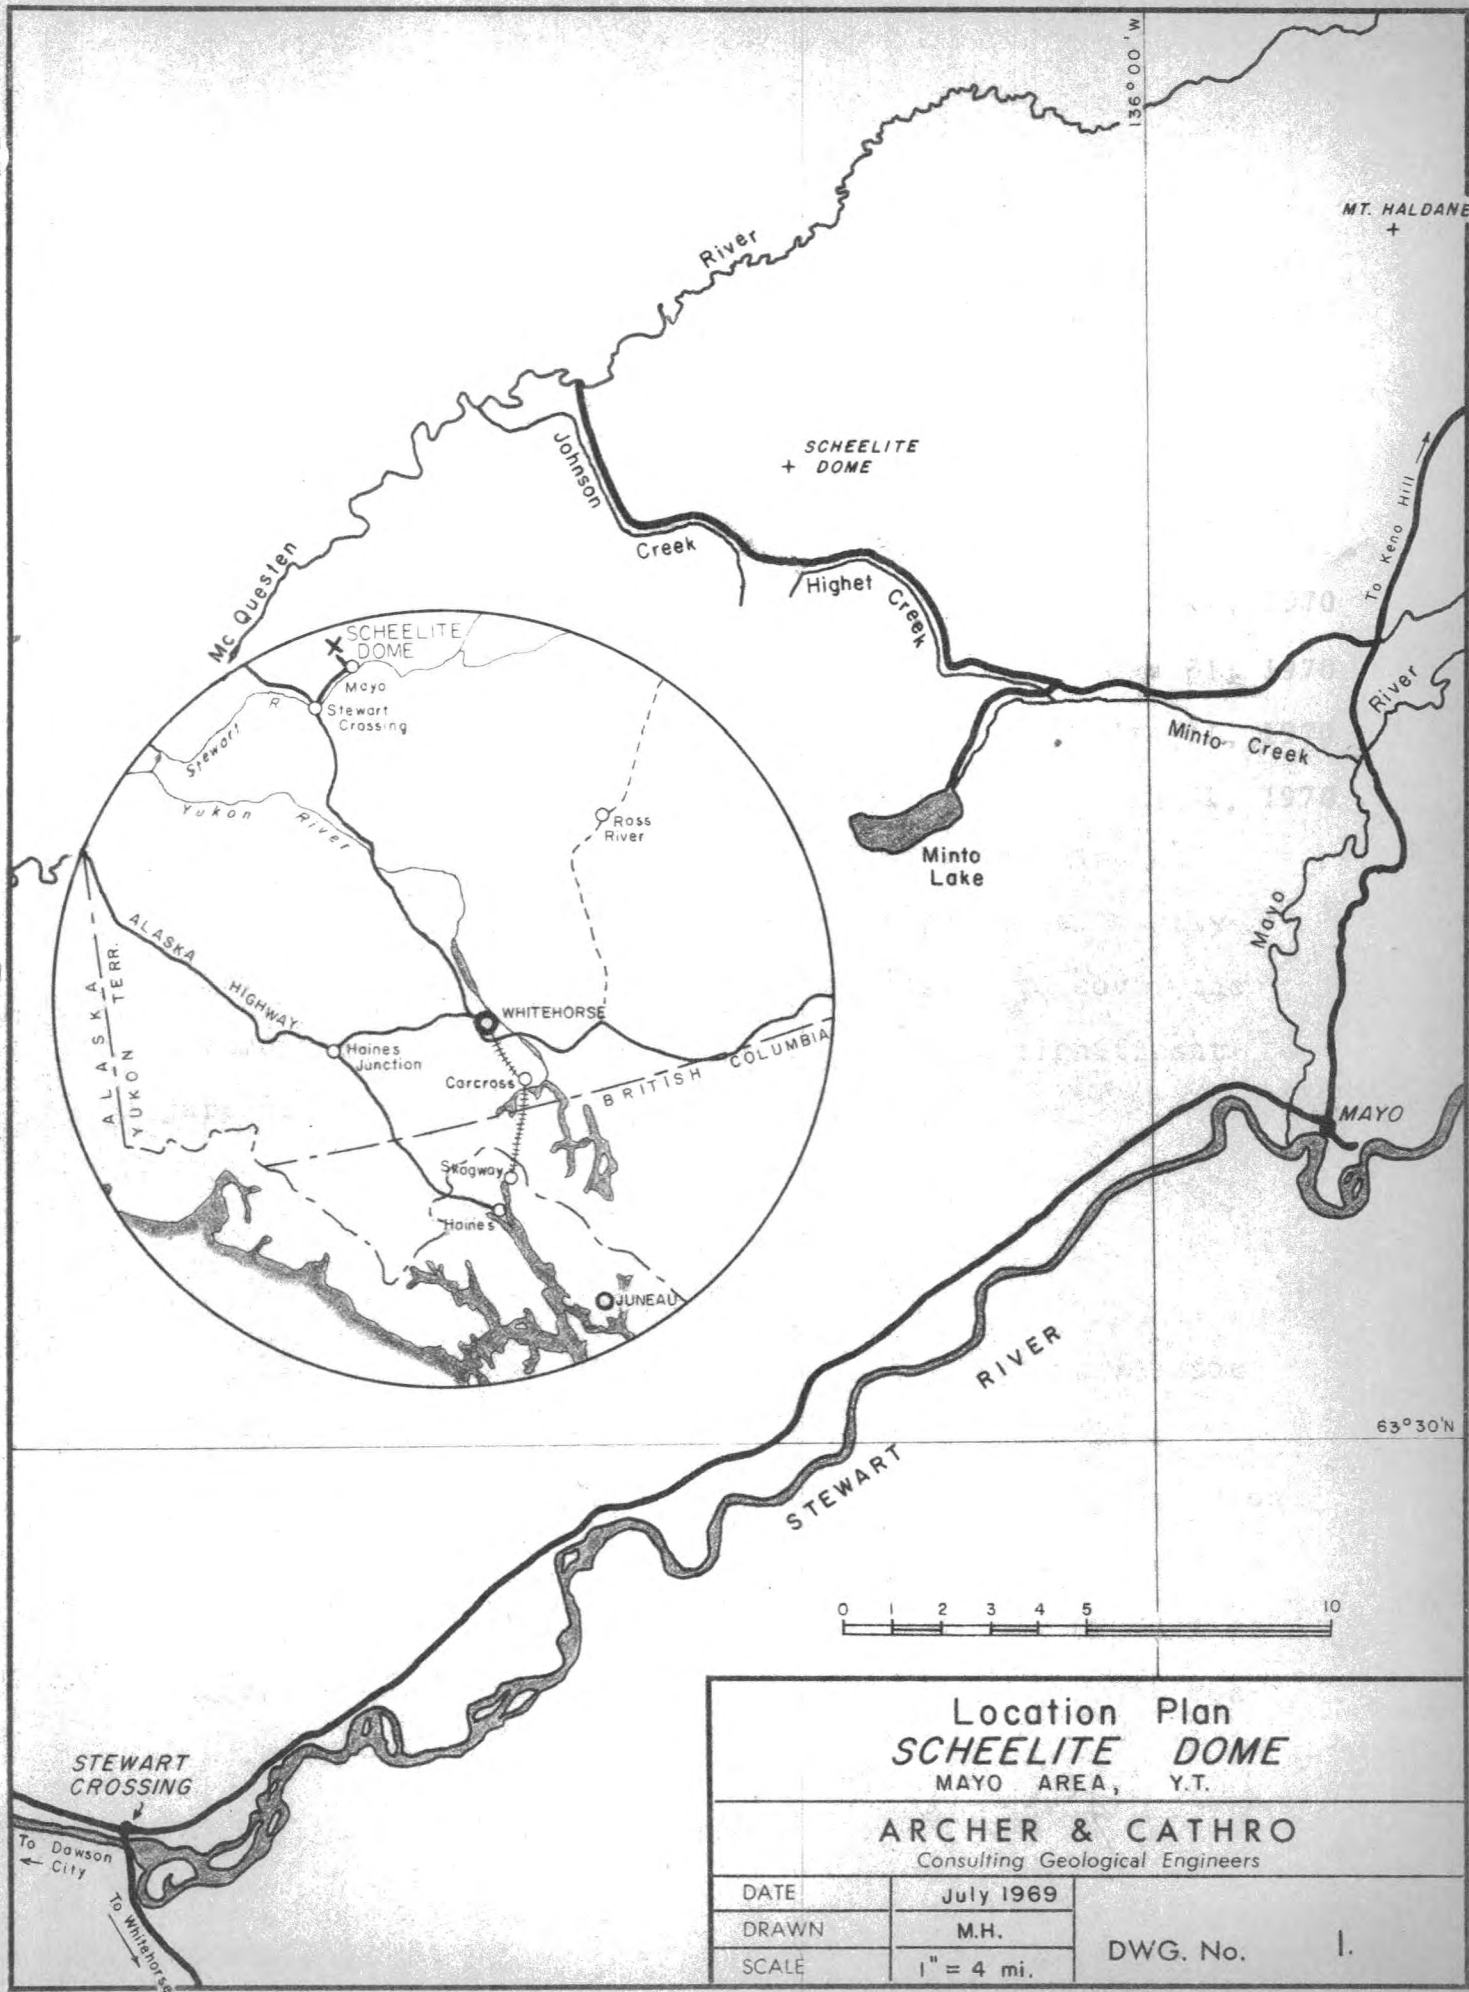 136° 00' W
MT. HALDANE
River
SCHEELITE
DOME
Johnson
Creek
Highet
Creek
To Keno Hill
Mc Questen
River
Minto Creek
Minto
Lake
Mayo
MAYO
SCHEELITE
DOME
Mayo
Stewart
Crossing
Stewart R
Yukon River
Ross
River
ALASKA
HIGHWAY
ALASKA
YUKON TERR.
WHITEHORSE
Haines
Junction
Carcross
BRITISH COLUMBIA
Skagway
Haines
JUNEAU
STEWART RIVER
63°30'N
0 1 2 3 4 5 10
STEWART
CROSSING
To Dawson
City
To Whitehorse
Location Plan
SCHEELITE DOME
MAYO AREA, Y.T.
ARCHER & CATHRO
Consulting Geological Engineers
DATE July 1969
DRAWN M.H.
SCALE 1" = 4 mi.
DWG. No. 1.
1970
1970
1970